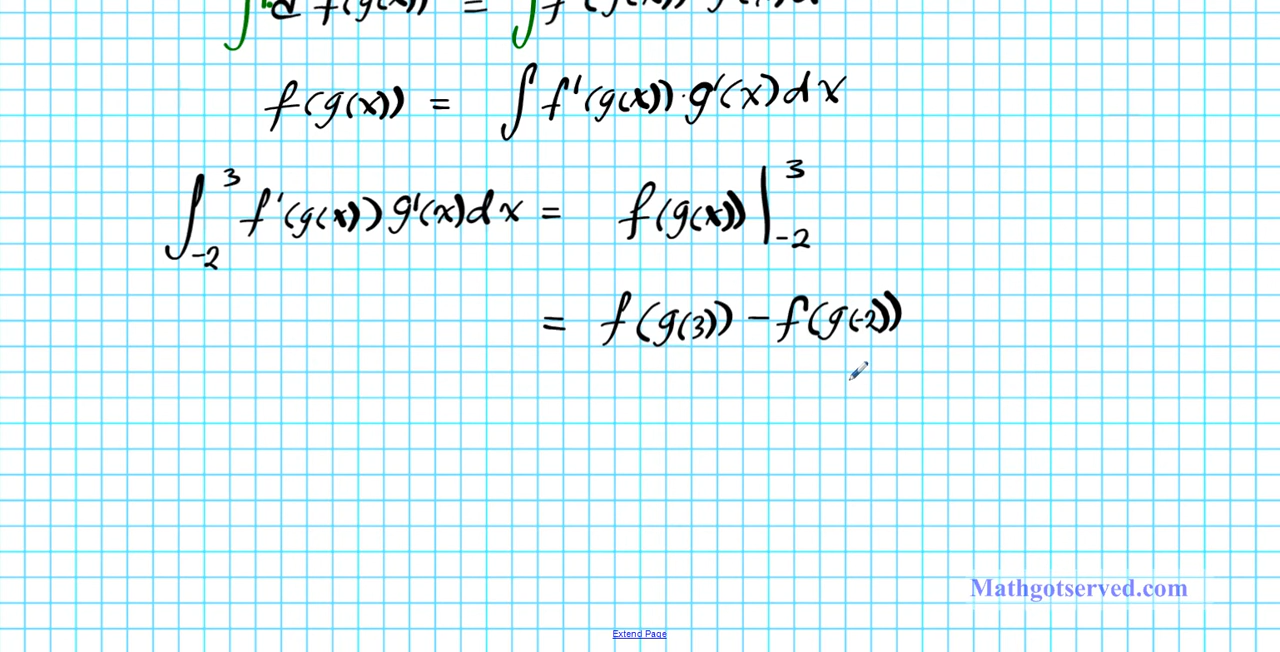 f(g(x)) = ∫ f'(g(x)) · g'(x) dx
∫_{-2}^{3} f'(g(x)) g'(x) dx = f(g(x)) |_{-2}^{3}
= f(g(3)) - f(g(-2))
Mathgotserved.com
Extend Page